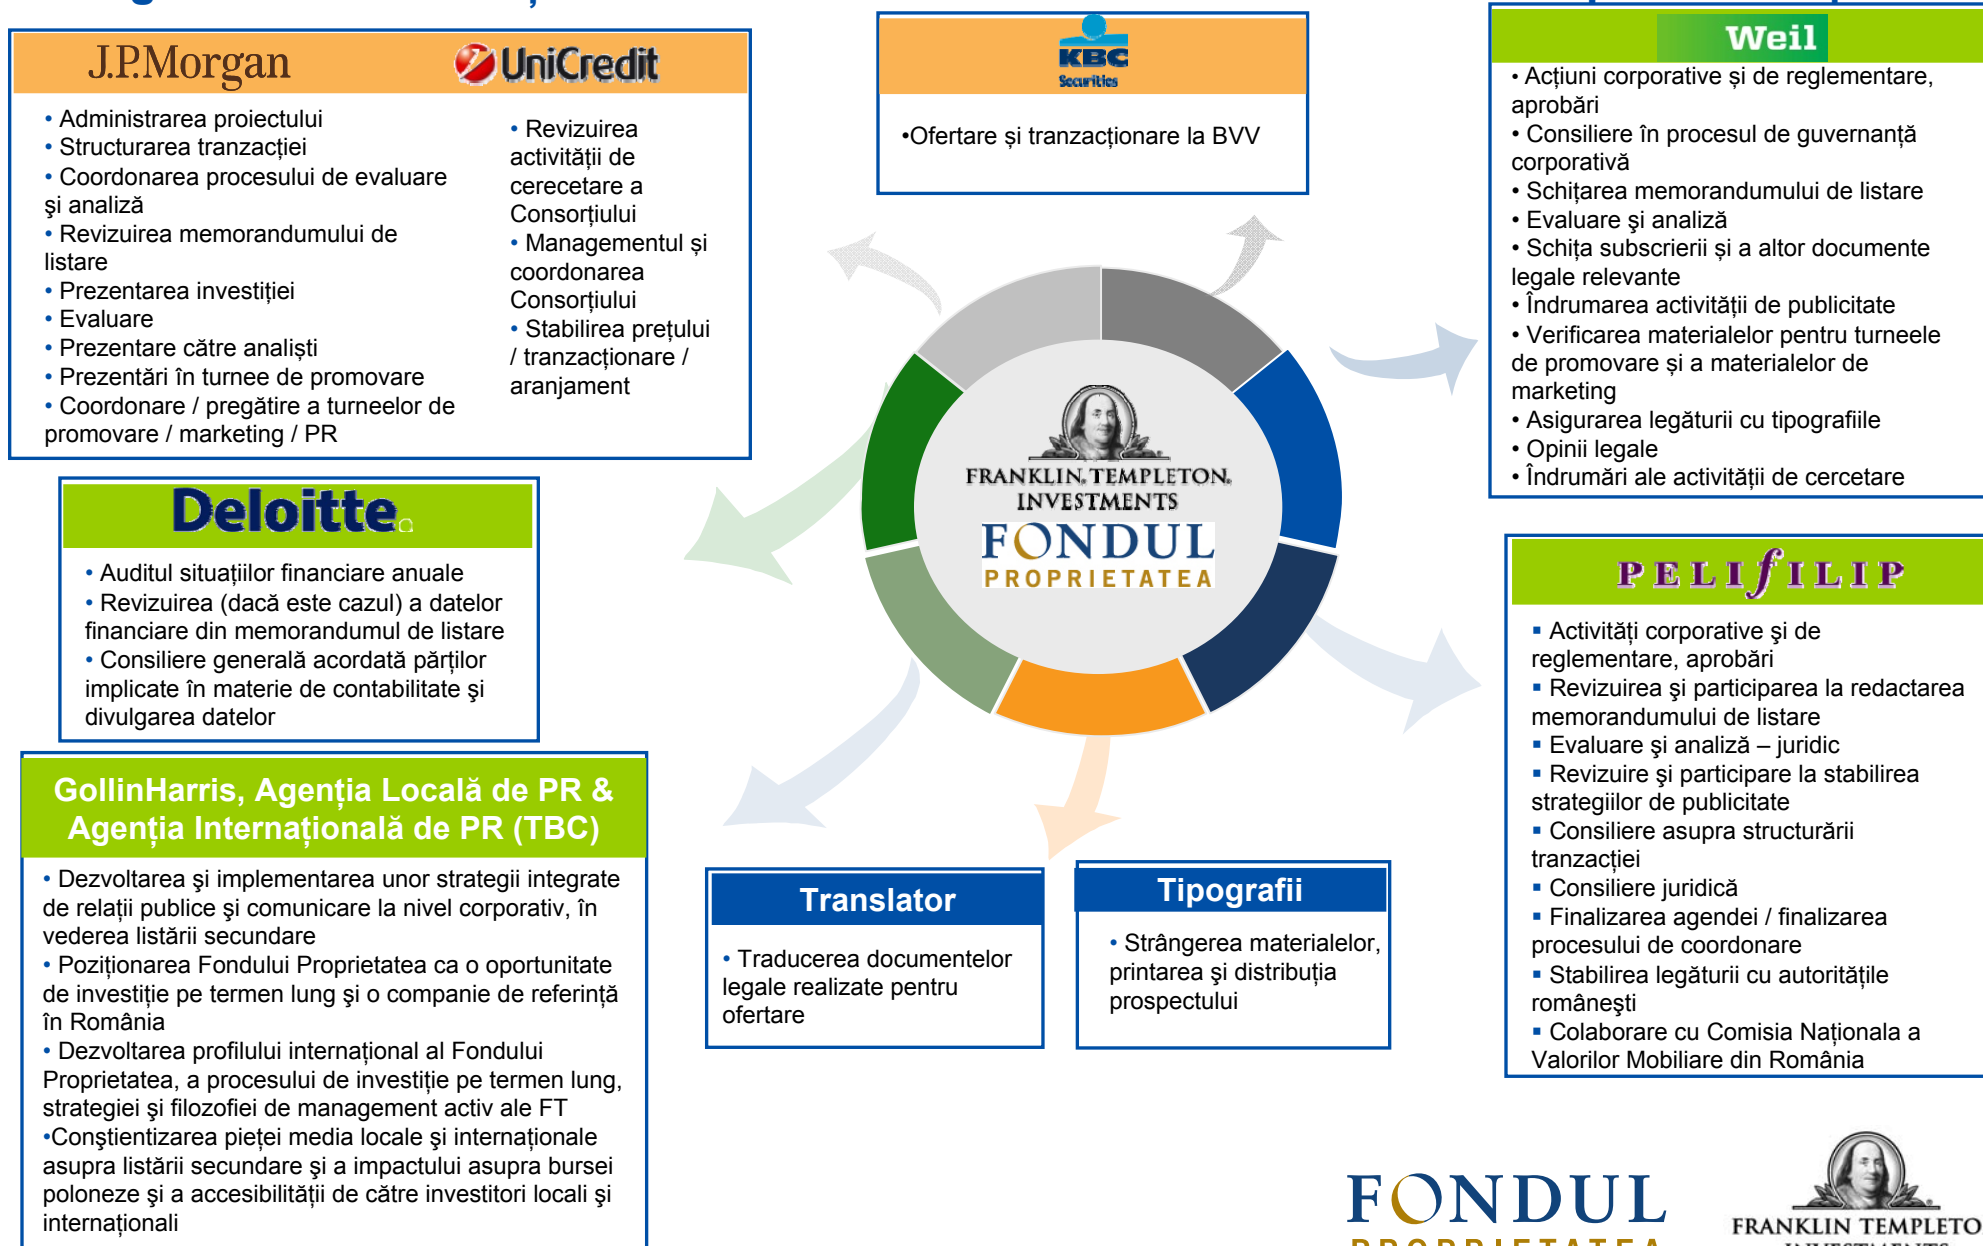 J.P.Morgan
UniCredit
• Administrarea proiectului
• Structurarea tranzacției
• Coordonarea procesului de evaluare
şi analiză
• Revizuirea memorandumului de
listare
• Prezentarea investiției
• Evaluare
• Prezentare către analiști
• Prezentări în turnee de promovare
• Coordonare / pregătire a turneelor de
promovare / marketing / PR
• Revizuirea
activității de
cerecetare a
Consorțiului
• Managementul și
coordonarea
Consorțiului
• Stabilirea prețului
/ tranzacționare /
aranjament
KBC
Securities
•Ofertare și tranzacționare la BVV
Weil
• Acțiuni corporative și de reglementare,
aprobări
• Consiliere în procesul de guvernanță
corporativă
• Schițarea memorandumului de listare
• Evaluare şi analiză
• Schița subscrierii și a altor documente
legale relevante
• Îndrumarea activității de publicitate
• Verificarea materialelor pentru turneele
de promovare și a materialelor de
marketing
• Asigurarea legăturii cu tipografiile
• Opinii legale
• Îndrumări ale activității de cercetare
Deloitte.
• Auditul situațiilor financiare anuale
• Revizuirea (dacă este cazul) a datelor
financiare din memorandumul de listare
• Consiliere generală acordată părților
implicate în materie de contabilitate şi
divulgarea datelor
FRANKLIN TEMPLETON
INVESTMENTS
FONDUL
PROPRIETATEA
PELIFILIP
▪ Activități corporative şi de
reglementare, aprobări
▪ Revizuirea şi participarea la redactarea
memorandumului de listare
▪ Evaluare şi analiză – juridic
▪ Revizuire şi participare la stabilirea
strategiilor de publicitate
▪ Consiliere asupra structurării
tranzacției
▪ Consiliere juridică
▪ Finalizarea agendei / finalizarea
procesului de coordonare
▪ Stabilirea legăturii cu autoritățile
româneşti
▪ Colaborare cu Comisia Naționala a
Valorilor Mobiliare din România
GollinHarris, Agenția Locală de PR &
Agenția Internațională de PR (TBC)
• Dezvoltarea şi implementarea unor strategii integrate
de relații publice şi comunicare la nivel corporativ, în
vederea listării secundare
• Poziționarea Fondului Proprietatea ca o oportunitate
de investiție pe termen lung şi o companie de referință
în România
• Dezvoltarea profilului internațional al Fondului
Proprietatea, a procesului de investiție pe termen lung,
strategiei şi filozofiei de management activ ale FT
•Conştientizarea pieței media locale şi internaționale
asupra listării secundare şi a impactului asupra bursei
poloneze şi a accesibilității de către investitori locali şi
internaționali
Translator
• Traducerea documentelor
legale realizate pentru
ofertare
Tipografii
• Strângerea materialelor,
printarea şi distribuția
prospectului
FONDUL
PROPRIETATEA
FRANKLIN TEMPLETO
INVESTMENTS